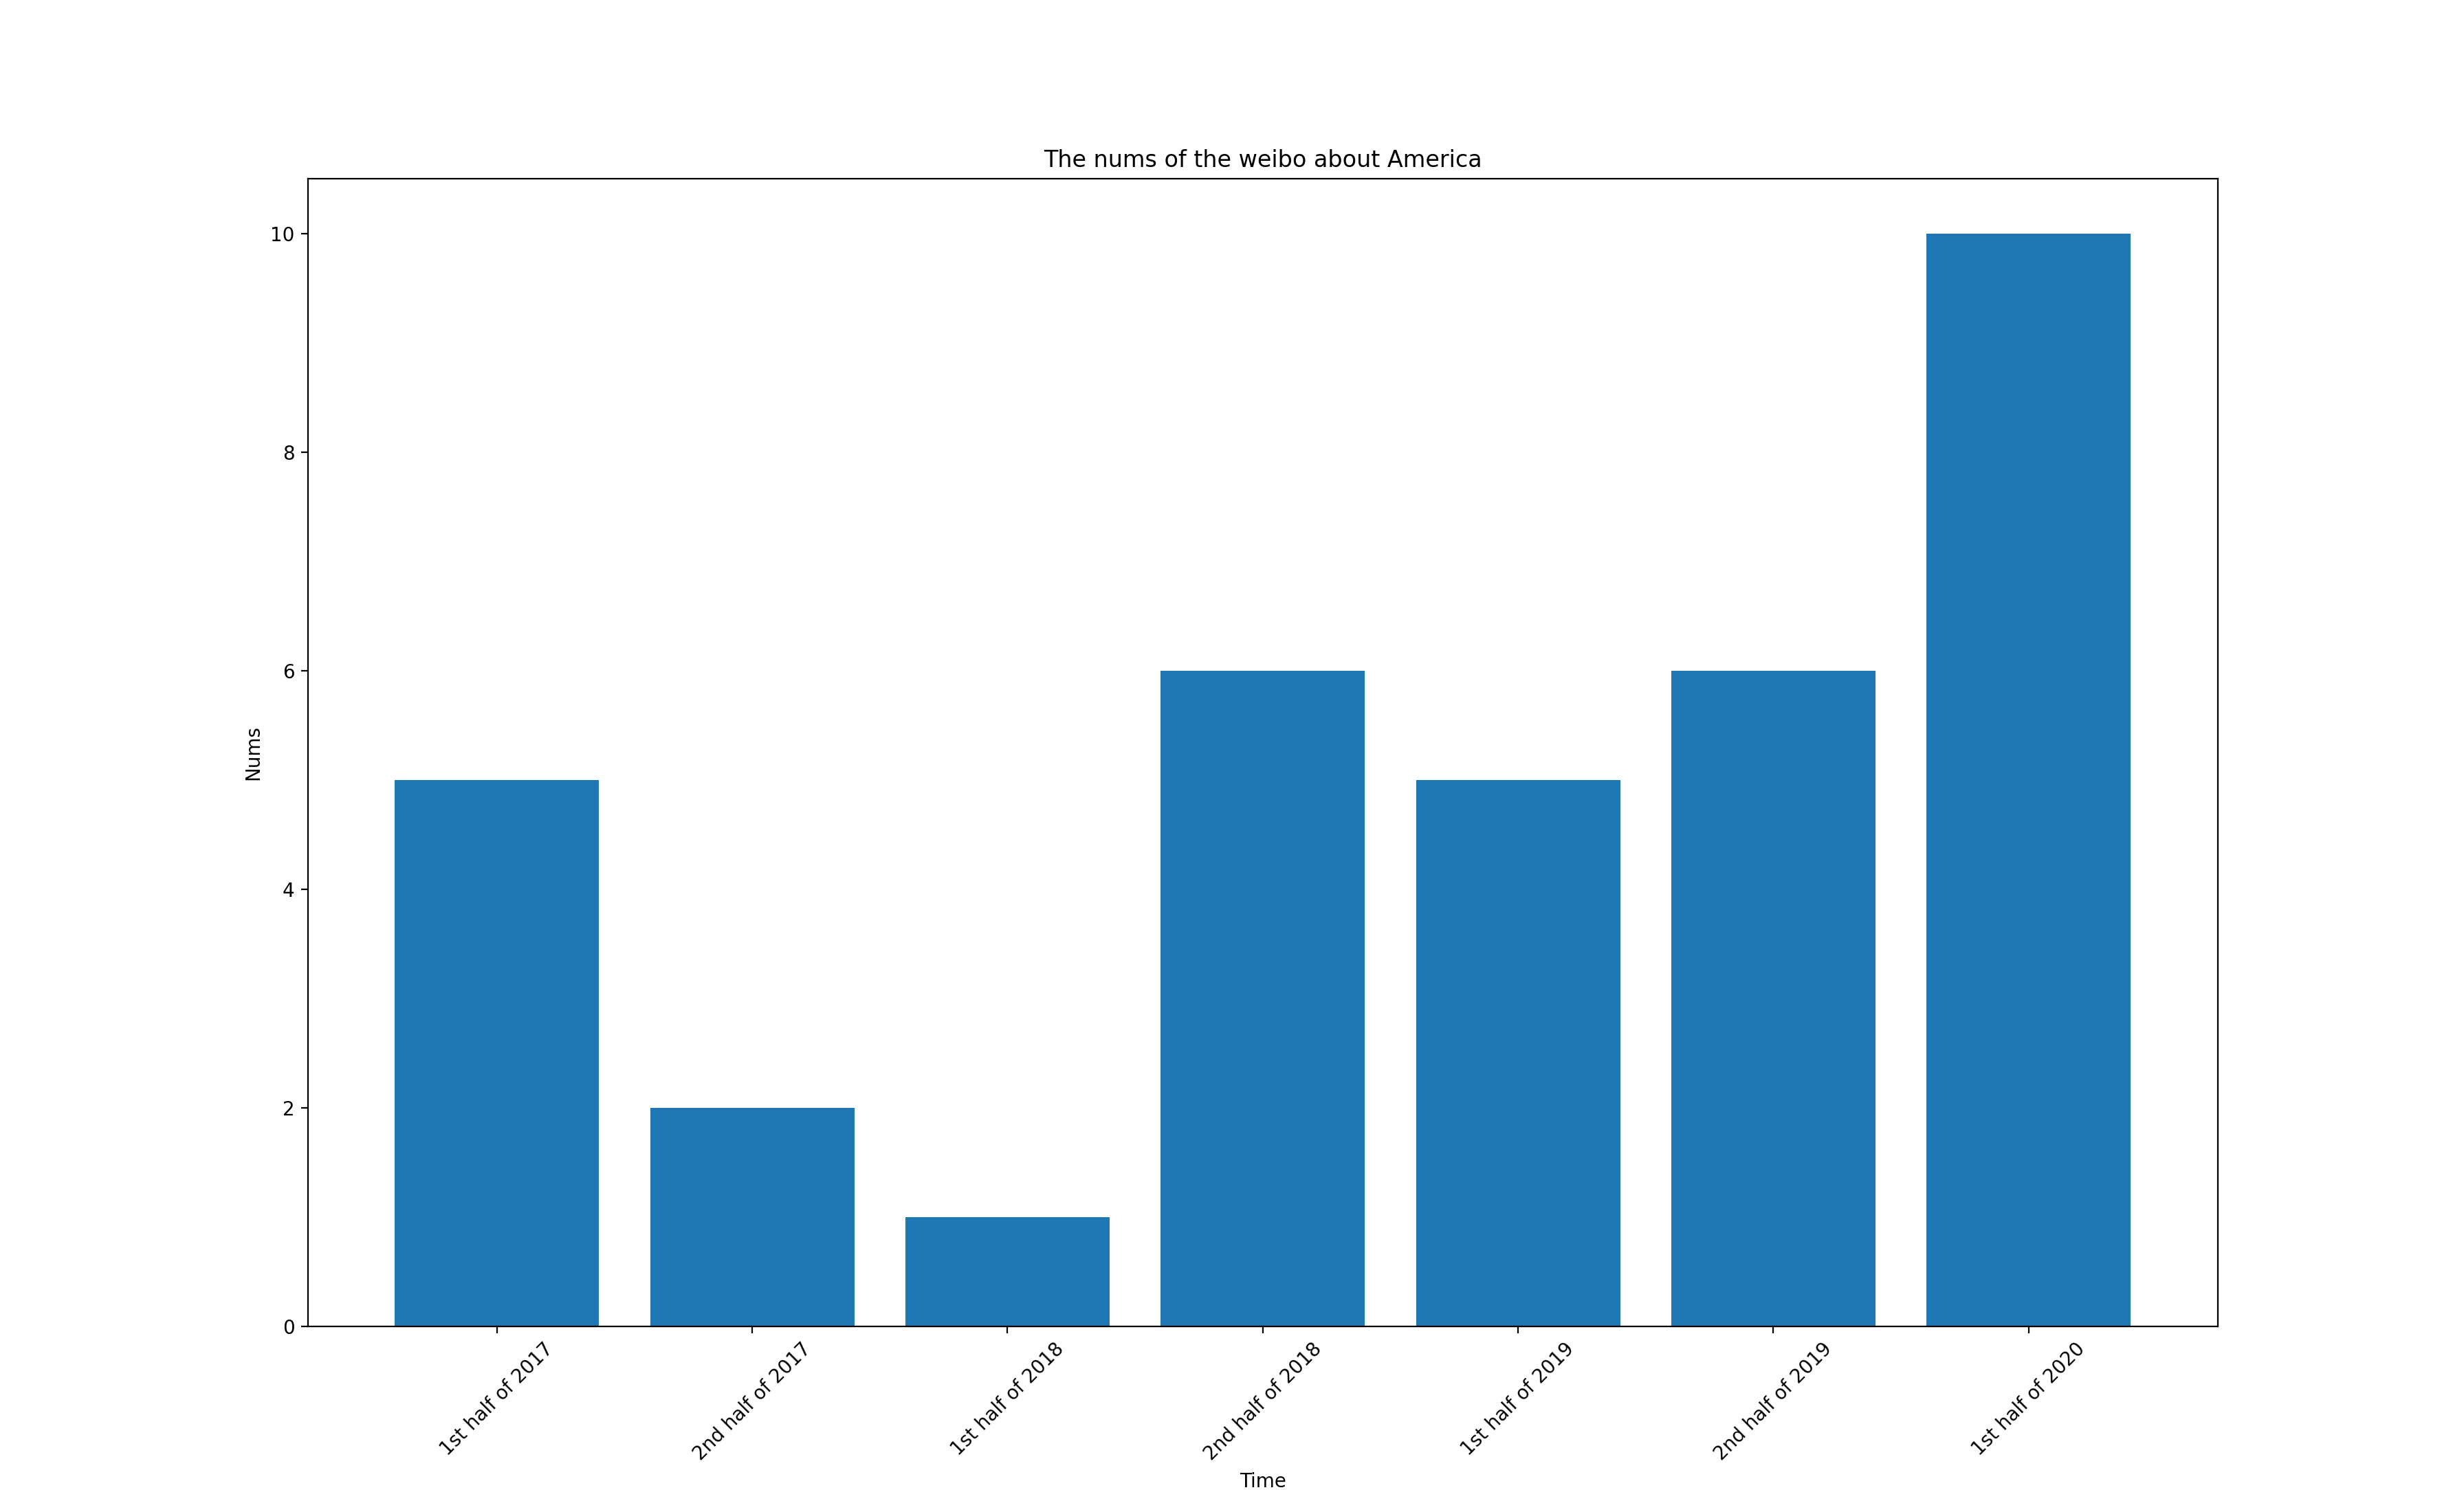 The nums of the weibo about America
10
8
6
4
2
0
Nums
1st half of 2017
2nd half of 2017
1st half of 2018
2nd half of 2018
1st half of 2019
2nd half of 2019
1st half of 2020
Time